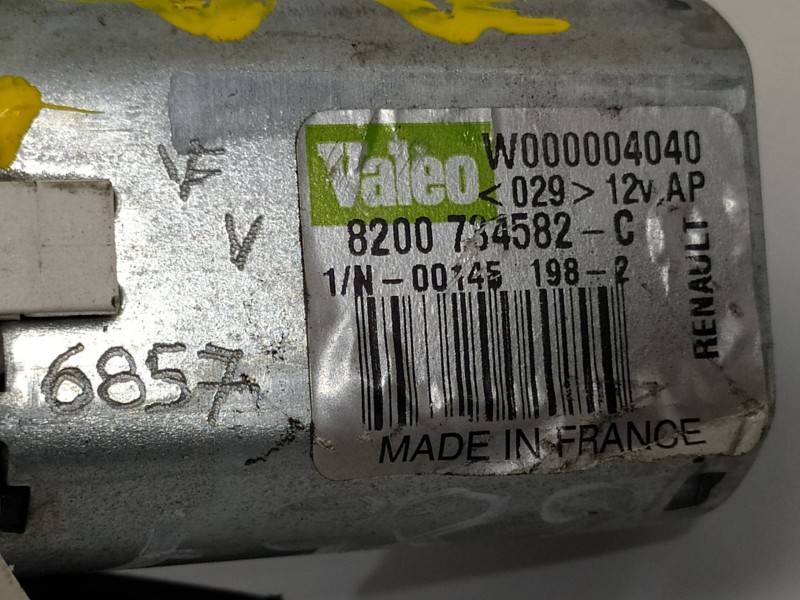 Valeo
W000004040
<029> 12v.AP
8200 734582-C
1/N-00145 198-2
RENAULT
MADE IN FRANCE
VF
V
6857